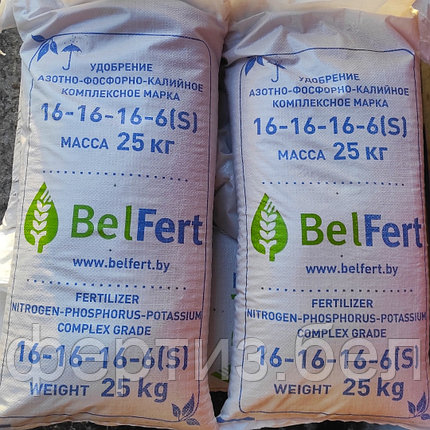 УДОБРЕНИЕ
АЗОТНО-ФОСФОРНО-КАЛИЙНОЕ
КОМПЛЕКСНОЕ МАРКА
16-16-16-6(S)
МАССА 25 КГ
BelFert
www.belfert.by
FERTILIZER
NITROGEN-PHOSPHORUS-POTASSIUM
COMPLEX GRADE
16-16-16-6(S)
WEIGHT 25 kg
УДОБРЕНИЕ
АЗОТНО-ФОСФОРНО-КАЛИЙНОЕ
КОМПЛЕКСНОЕ МАРКА
16-16-16-6(S)
МАССА 25 КГ
BelFert
www.belfert.by
FERTILIZER
NITROGEN-PHOSPHORUS-POTASSIUM
COMPLEX GRADE
16-16-16-6(S)
WEIGHT 25 kg
фертиз.бел